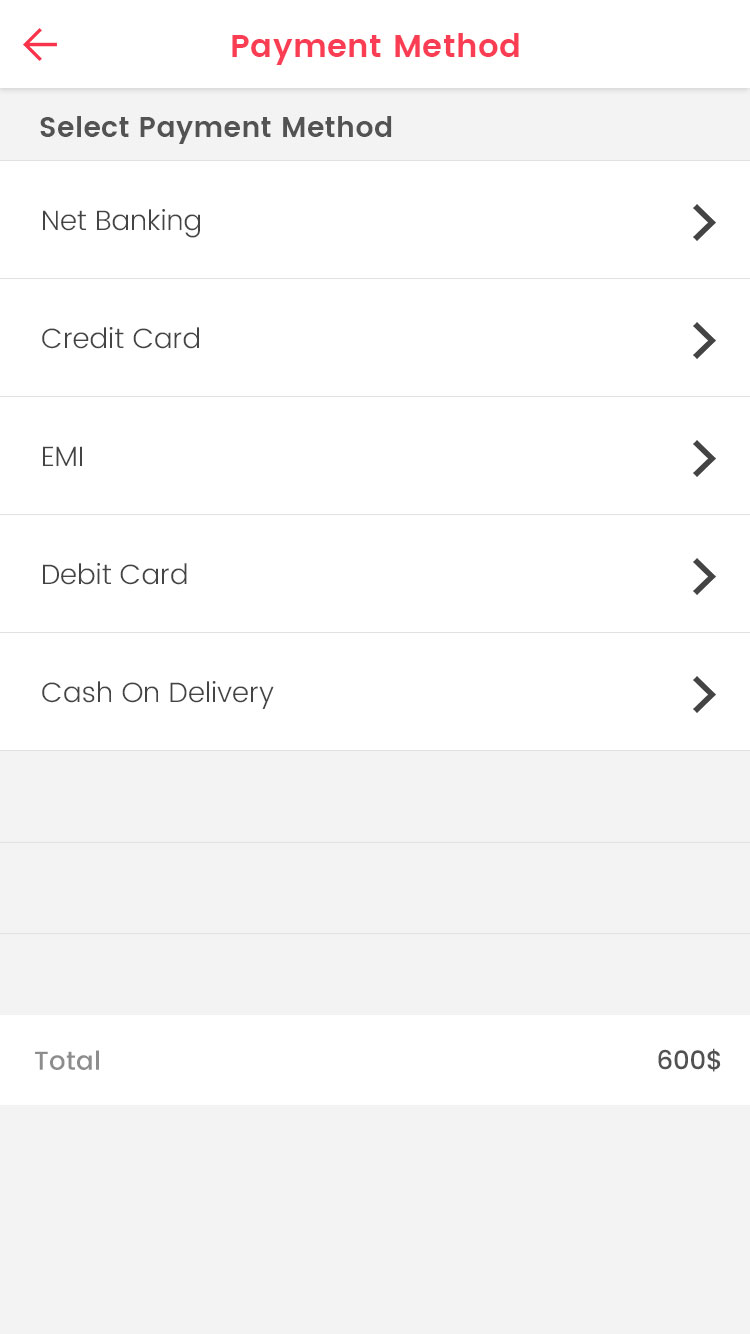 Payment Method
Select Payment Method
Net Banking
Credit Card
EMI
Debit Card
Cash On Delivery
Total 600$